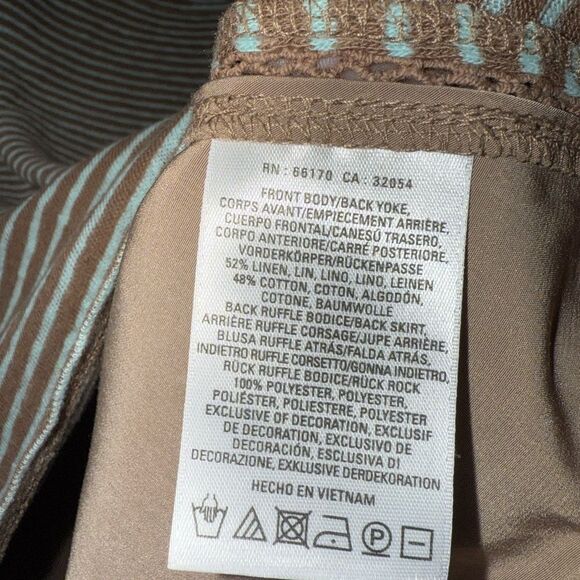 RN : 66170 CA : 32054
FRONT BODY/BACK YOKE,
CORPS AVANT/EMPIECEMENT ARRIÈRE,
CUERPO FRONTAL/CANESÚ TRASERO,
CORPO ANTERIORE/CARRÉ POSTERIORE,
VORDERKÖRPER/RÜCKENPASSE
52% LINEN, LIN, LINO, LINO, LEINEN
48% COTTON, COTON, ALGODÓN,
COTONE, BAUMWOLLE
BACK RUFFLE BODICE/BACK SKIRT,
ARRIÈRE RUFFLE CORSAGE/JUPE ARRIÈRE,
BLUSA RUFFLE ATRÁS/FALDA ATRÁS,
INDIETRO RUFFLE CORSETTO/GONNA INDIETRO,
RÜCK RUFFLE BODICE/RÜCK ROCK
100% POLYESTER, POLYESTER,
POLIÉSTER, POLIESTERE, POLYESTER
EXCLUSIVE OF DECORATION, EXCLUSIF
DE DECORATION, EXCLUSIVO DE
DECORACIÓN, ESCLUSIVA DI
DECORAZIONE, EXCLUSIVE DERDEKORATION
HECHO EN VIETNAM
40 P